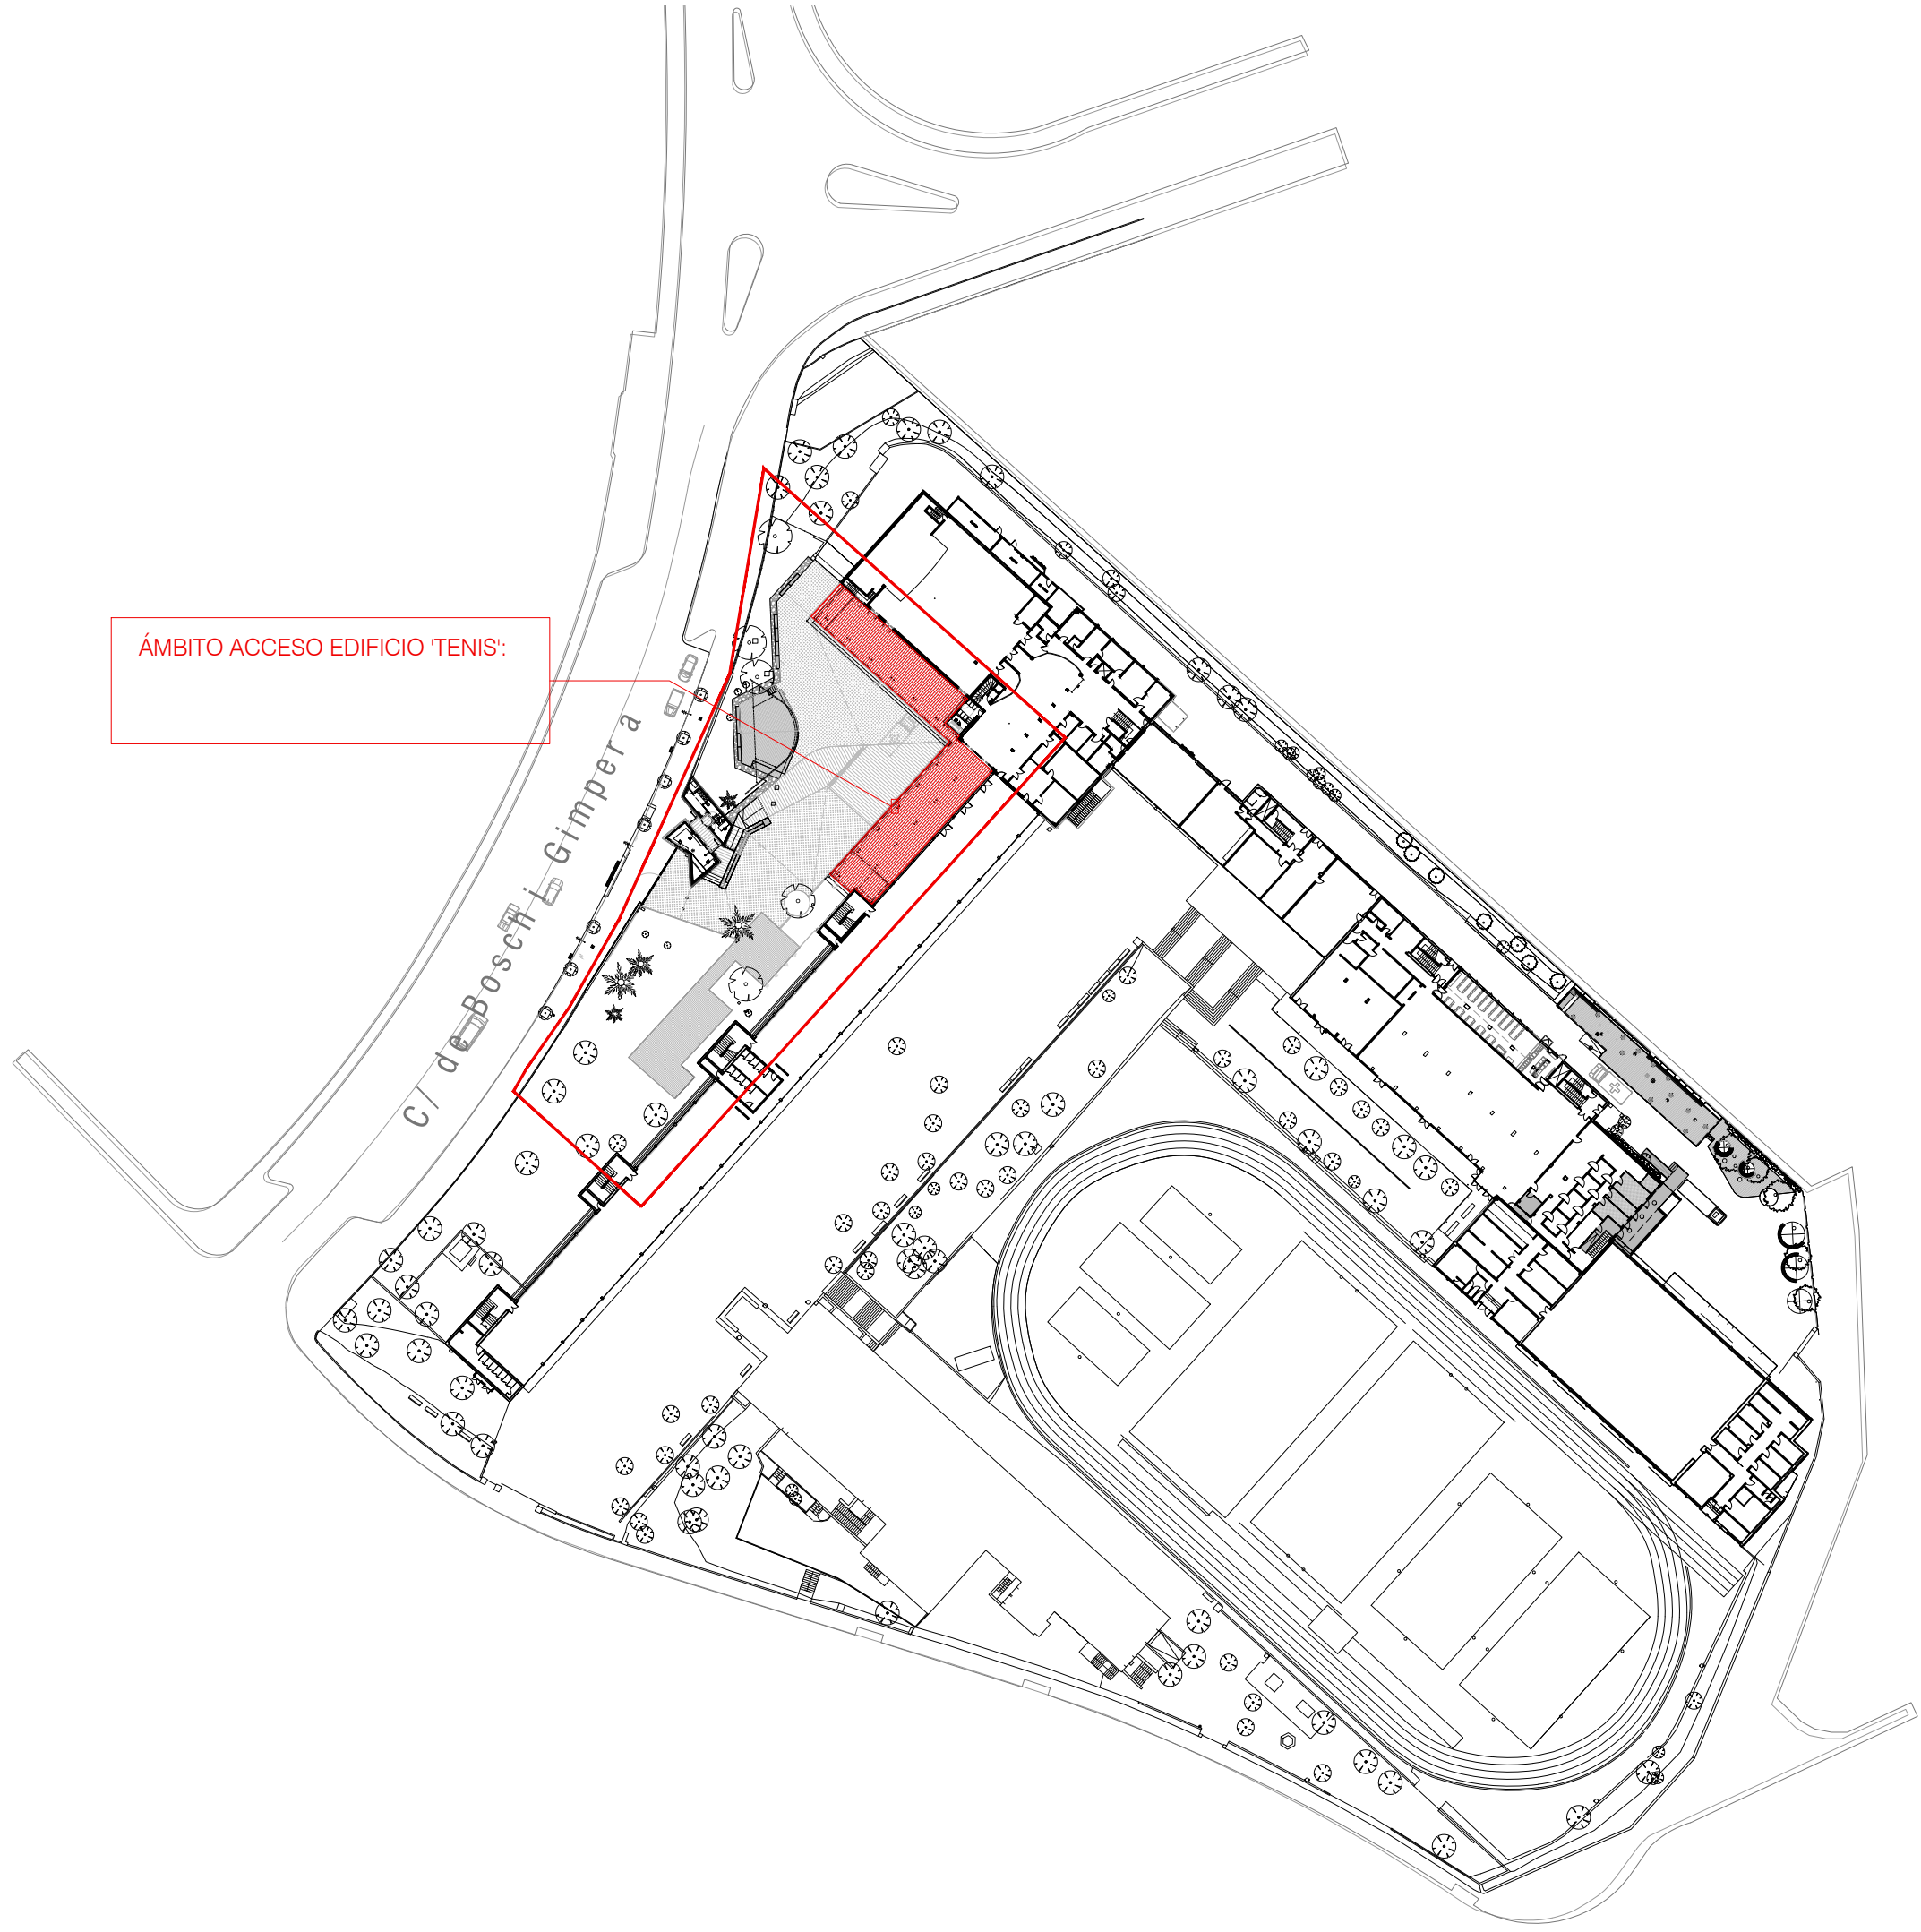 ÁMBITO ACCESO EDIFICIO 'TENIS':
C/ de Bosch i Gimpera